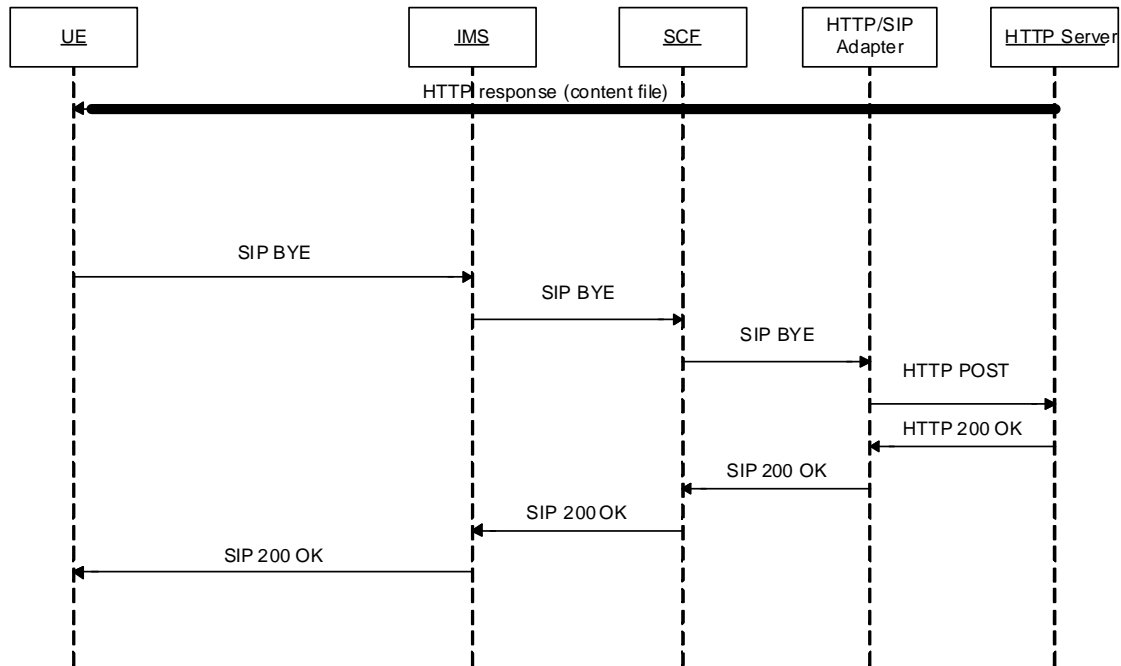 UE
IMS
SCF
HTTP/SIP
Adapter
HTTP Server
HTTP response (content file)
SIP BYE
SIP BYE
SIP BYE
HTTP POST
HTTP 200 OK
SIP 200 OK
SIP 200 OK
SIP 200 OK